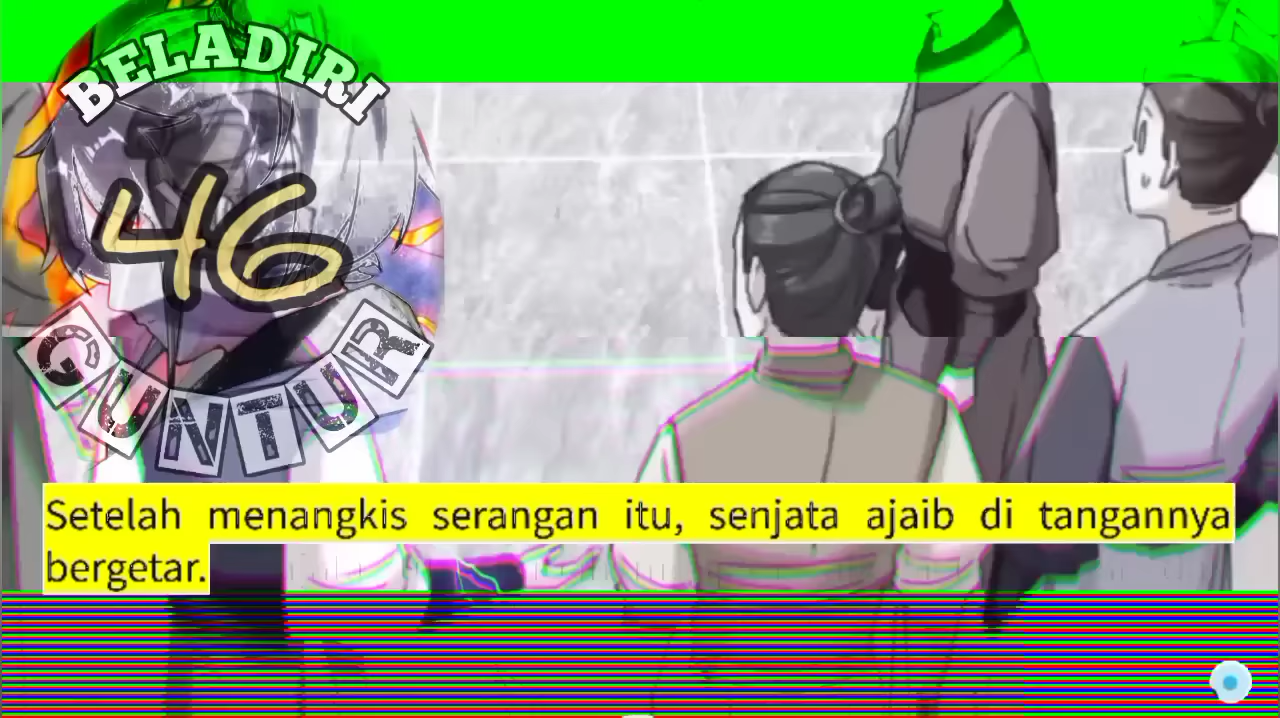 BELADIRI
46
GUNTUR
Setelah menangkis serangan itu, senjata ajaib di tangannya
bergetar.